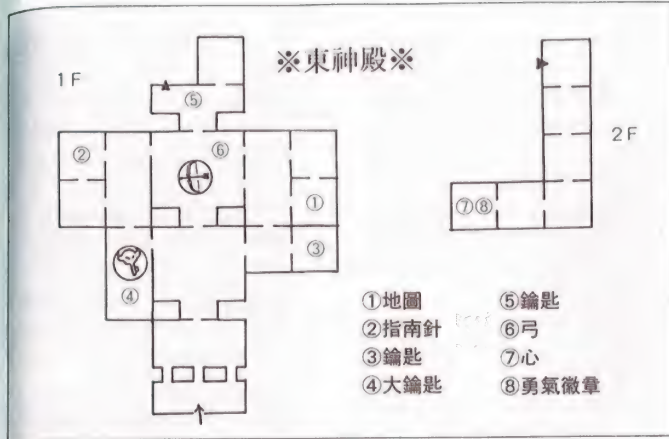 ※東神殿※
1F
⑤
②
⑥
①
③
④
2F
⑦⑧
①地圖
②指南針
③鑰匙
④大鑰匙
⑤鑰匙
⑥弓
⑦心
⑧勇氣徽章